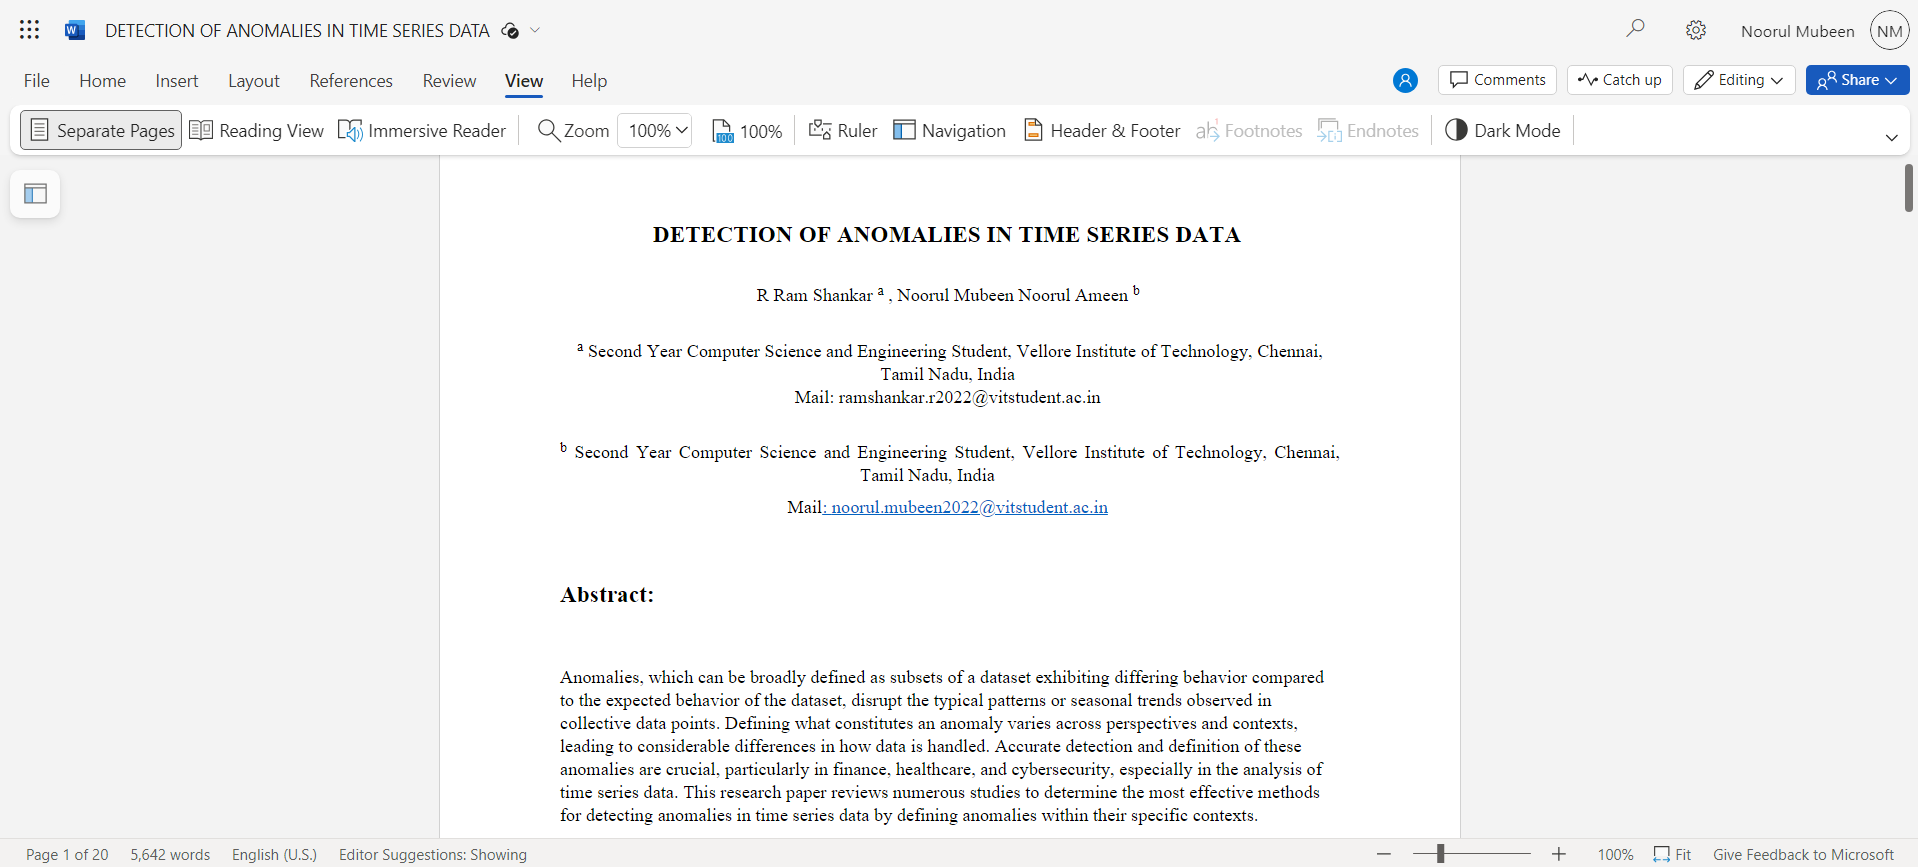 DETECTION OF ANOMALIES IN TIME SERIES DATA
Noorul Mubeen NM
File Home Insert Layout References Review View Help
Comments Catch up Editing Share
Separate Pages Reading View Immersive Reader Zoom 100% 100% Ruler Navigation Header & Footer Footnotes Endnotes Dark Mode
DETECTION OF ANOMALIES IN TIME SERIES DATA
R Ram Shankar a , Noorul Mubeen Noorul Ameen b
a Second Year Computer Science and Engineering Student, Vellore Institute of Technology, Chennai,
Tamil Nadu, India
Mail: ramshankar.r2022@vitstudent.ac.in
b Second Year Computer Science and Engineering Student, Vellore Institute of Technology, Chennai,
Tamil Nadu, India
Mail: noorul.mubeen2022@vitstudent.ac.in
Abstract:
Anomalies, which can be broadly defined as subsets of a dataset exhibiting differing behavior compared
to the expected behavior of the dataset, disrupt the typical patterns or seasonal trends observed in
collective data points. Defining what constitutes an anomaly varies across perspectives and contexts,
leading to considerable differences in how data is handled. Accurate detection and definition of these
anomalies are crucial, particularly in finance, healthcare, and cybersecurity, especially in the analysis of
time series data. This research paper reviews numerous studies to determine the most effective methods
for detecting anomalies in time series data by defining anomalies within their specific contexts.
Page 1 of 20 5,642 words English (U.S.) Editor Suggestions: Showing 100% Fit Give Feedback to Microsoft